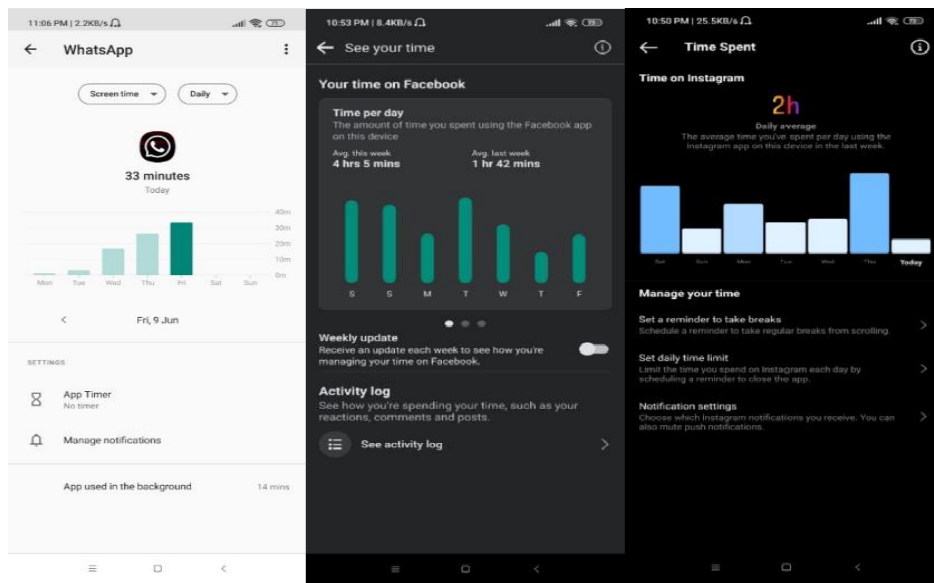 11:06 PM | 2.2KB/s
WhatsApp
Screen time
Daily
33 minutes
Today
40m
30m
20m
10m
0m
Mon Tue Wed Thu Fri Sat Sun
Fri, 9 Jun
SETTINGS
App Timer
No timer
Manage notifications
App used in the background 14 mins
10:53 PM | 8.4KB/s
See your time
Your time on Facebook
Time per day
The amount of time you spent using the Facebook app
on this device
Avg. this week Avg. last week
4 hrs 5 mins 1 hr 42 mins
S S M T W T F
Weekly update
Receive an update each week to see how you're
managing your time on Facebook.
Activity log
See how you're spending your time, such as your
reactions, comments and posts.
See activity log
10:50 PM | 25.5KB/s
Time Spent
Time on Instagram
2h
Daily average
The average time you've spent per day using the
Instagram app on this device in the last week.
Sat Sun Mon Tue Wed Thu Today
Manage your time
Set a reminder to take breaks
Schedule a reminder to take regular breaks from scrolling.
Set daily time limit
Limit the time you spend on Instagram each day by
scheduling a reminder to close the app.
Notification settings
Choose which Instagram notifications you receive. You can
also mute push notifications.